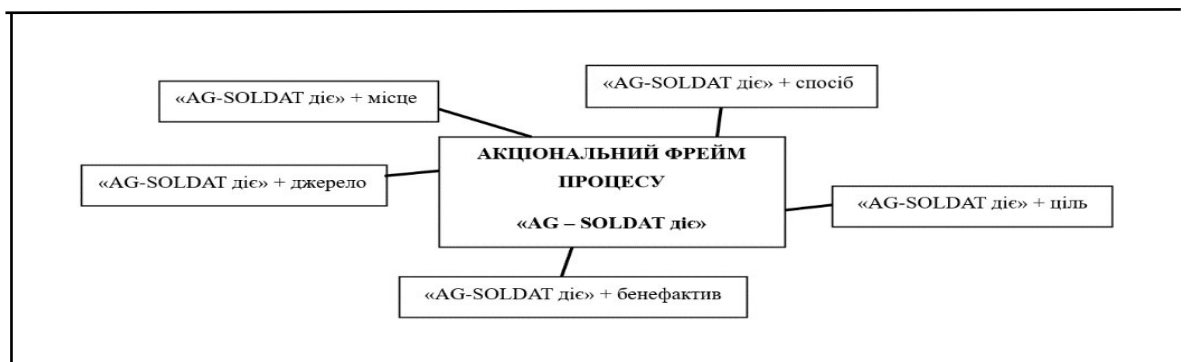 «AG-SOLDAT діє» + спосіб
«AG-SOLDAT діє» + місце
АКЦІОНАЛЬНИЙ ФРЕЙМ
ПРОЦЕСУ
«AG – SOLDAT діє»
«AG-SOLDAT діє» + джерело
«AG-SOLDAT діє» + ціль
«AG-SOLDAT діє» + бенефактив